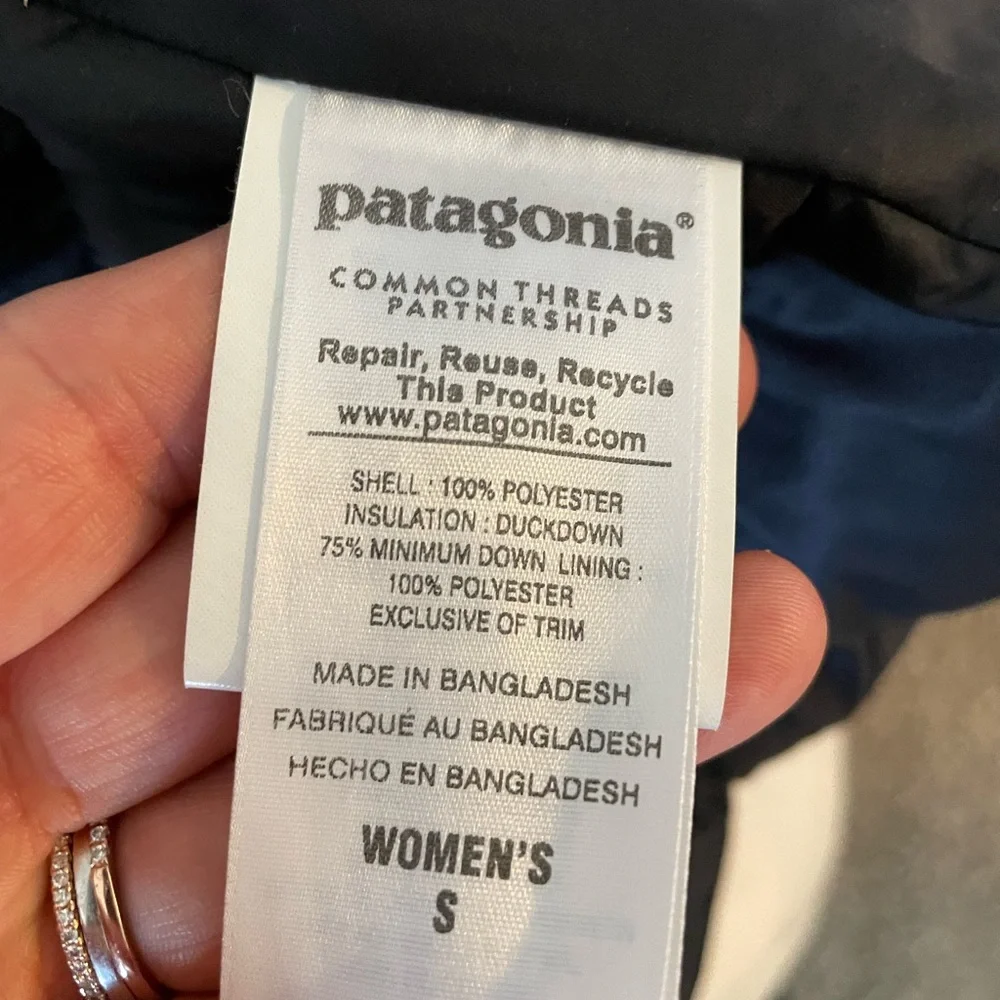 patagonia®
COMMON THREADS
PARTNERSHIP
Repair, Reuse, Recycle
This Product
www.patagonia.com
SHELL : 100% POLYESTER
INSULATION : DUCKDOWN
75% MINIMUM DOWN LINING :
100% POLYESTER
EXCLUSIVE OF TRIM
MADE IN BANGLADESH
FABRIQUÉ AU BANGLADESH
HECHO EN BANGLADESH
WOMEN'S
S